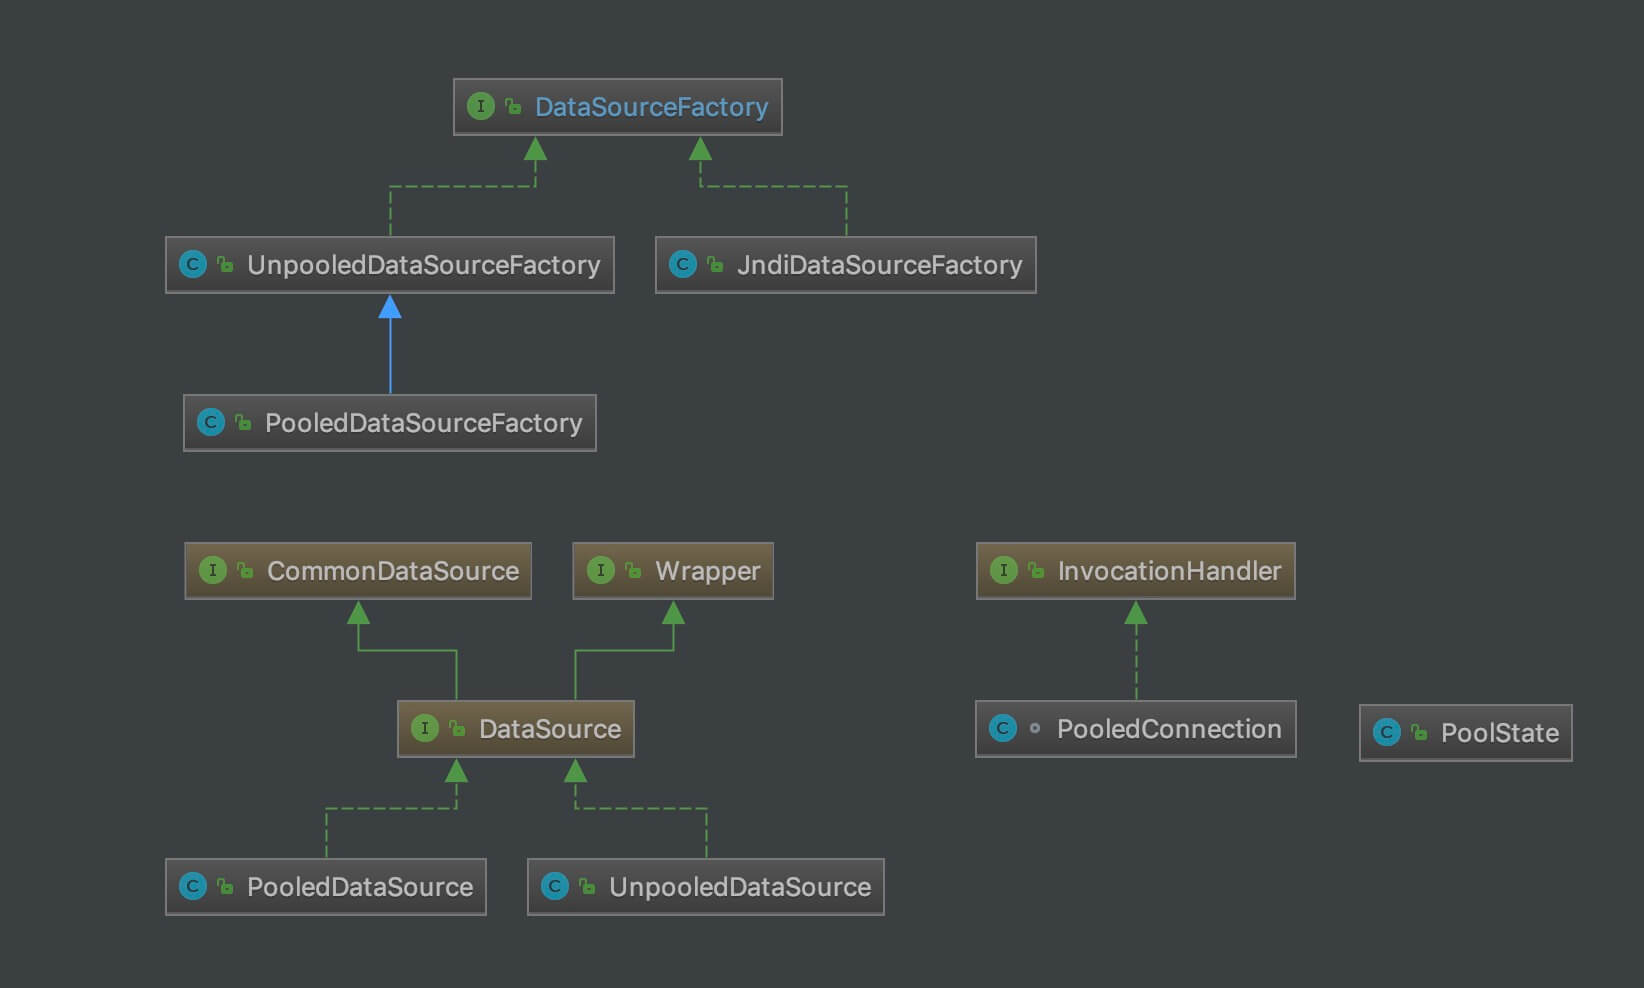 I DataSourceFactory
C UnpooledDataSourceFactory
C JndiDataSourceFactory
C PooledDataSourceFactory
I CommonDataSource
I Wrapper
I InvocationHandler
I DataSource
C PooledConnection
C PoolState
C PooledDataSource
C UnpooledDataSource